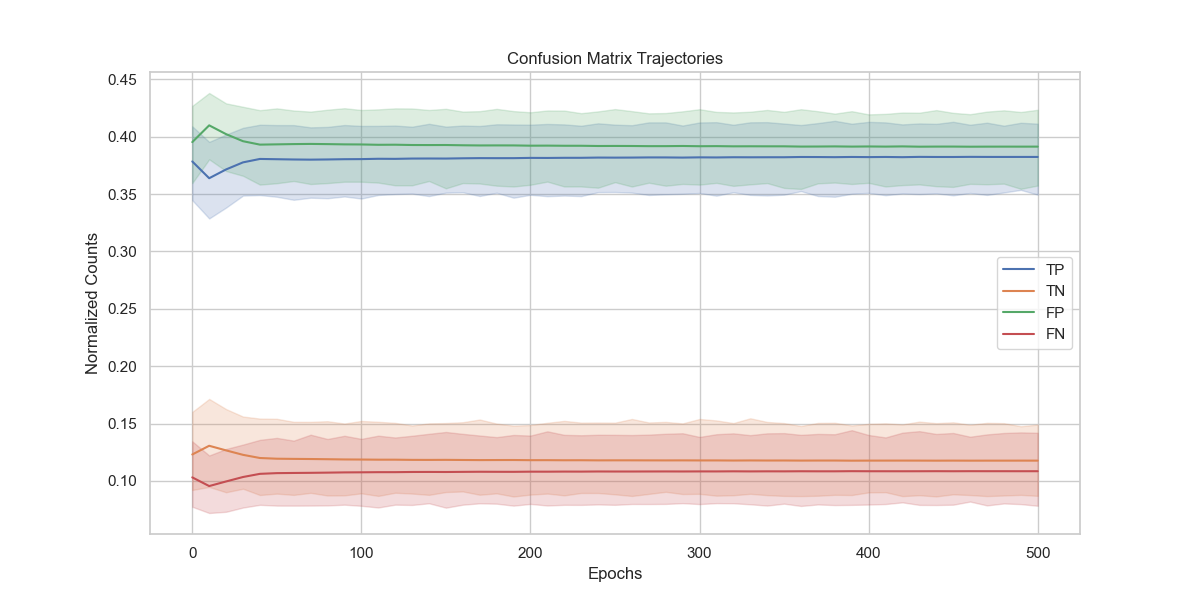 Confusion Matrix Trajectories
Normalized Counts
0.45
0.40
0.35
0.30
0.25
0.20
0.15
0.10
TP
TN
FP
FN
0 100 200 300 400 500
Epochs